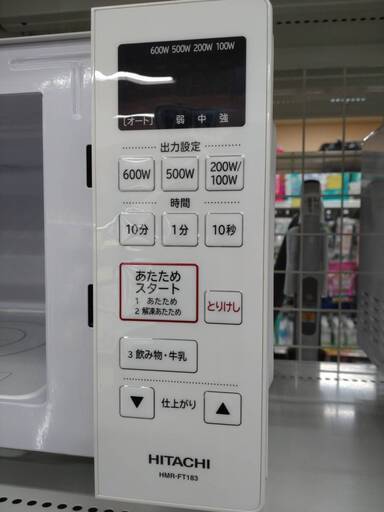 600W 500W 200W 100W
[オート] 弱 中 強
出力設定
600W 500W 200W/
100W
時間
10分 1分 10秒
あたため
スタート
1 あたため
2 解凍あたため
とりけし
3 飲み物・牛乳
▼ 仕上がり ▲
HITACHI
HMR-FT183